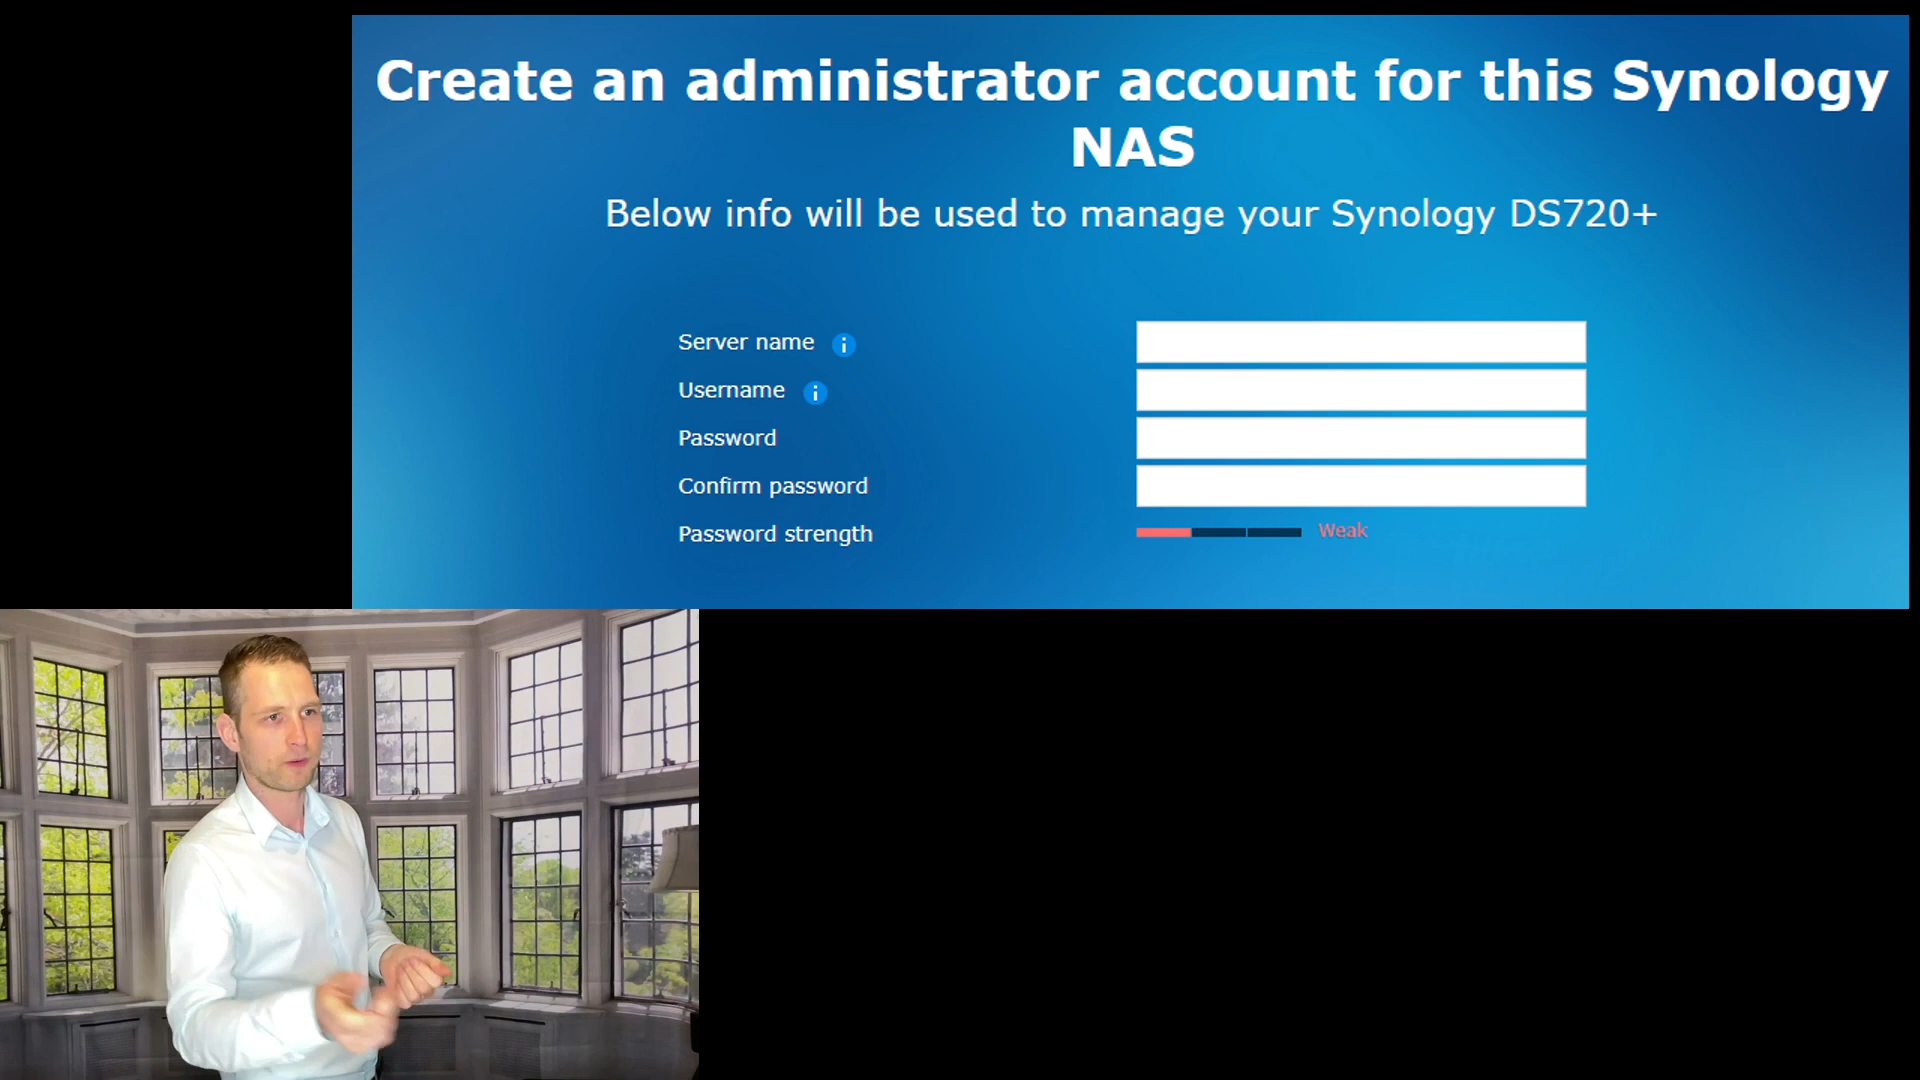 Create an administrator account for this Synology
NAS
Below info will be used to manage your Synology DS720+
Server name
Username
Password
Confirm password
Password strength Weak